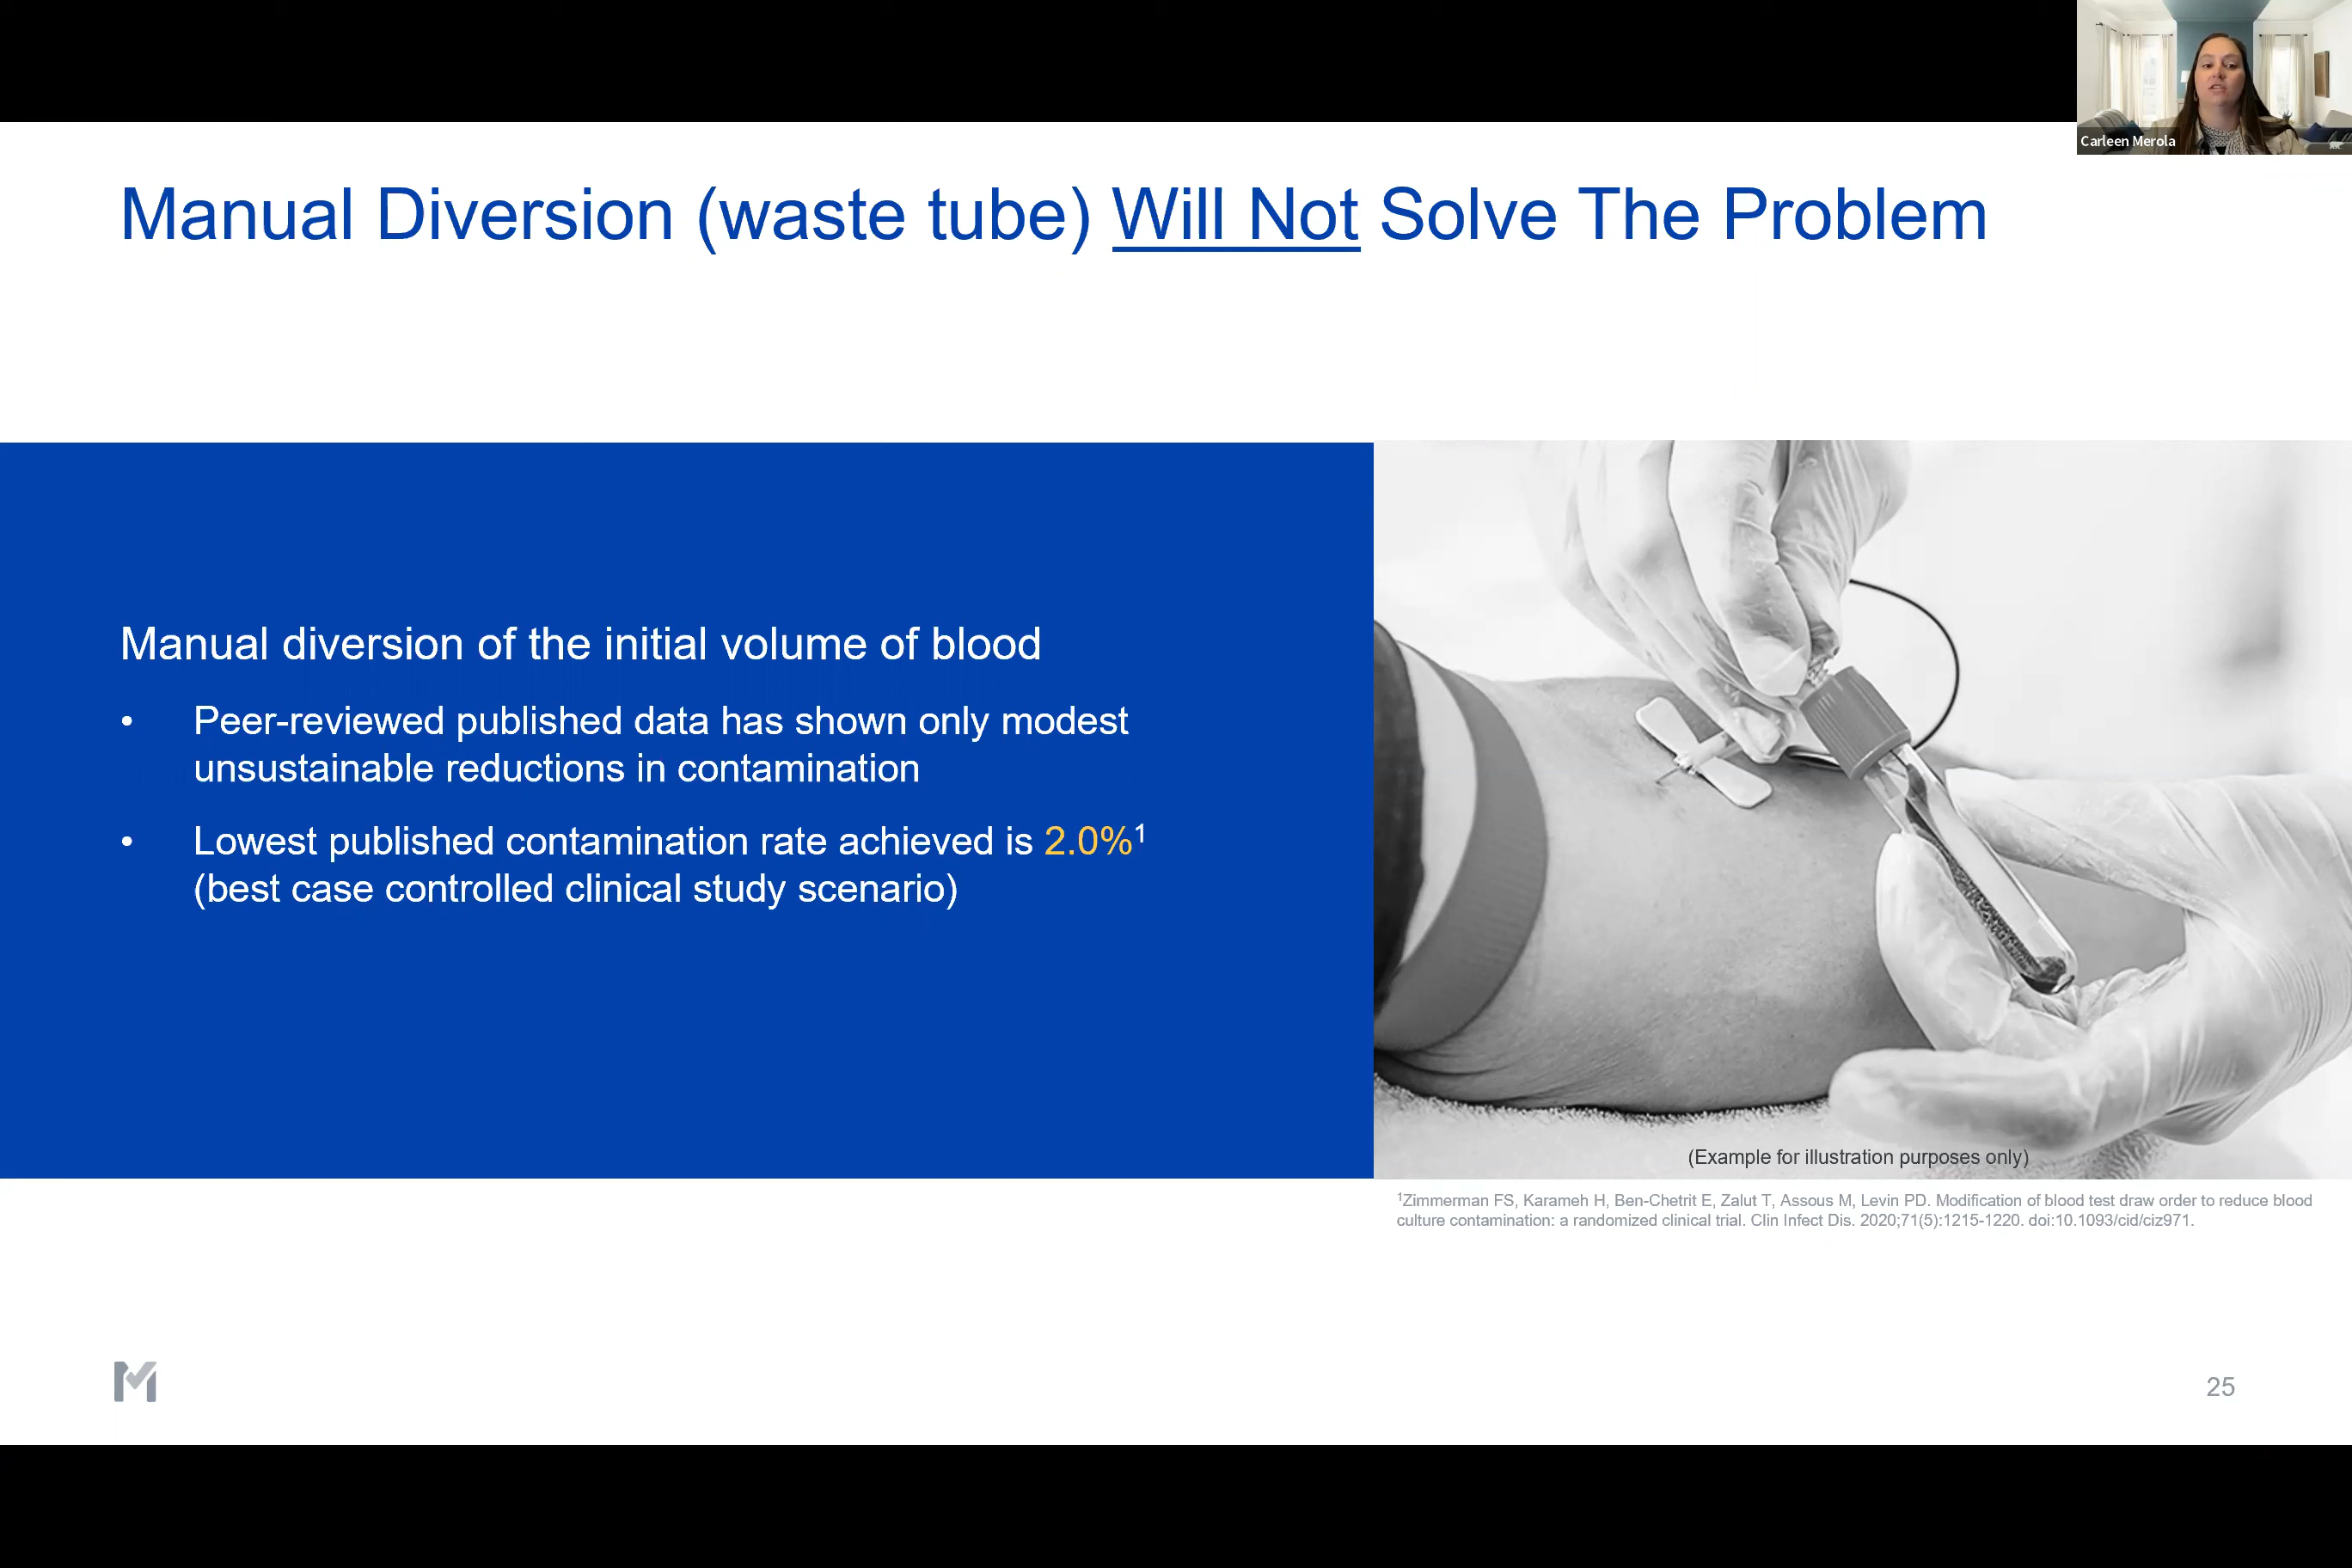 Carleen Merola
Manual Diversion (waste tube) Will Not Solve The Problem
Manual diversion of the initial volume of blood
• Peer-reviewed published data has shown only modest
unsustainable reductions in contamination
• Lowest published contamination rate achieved is 2.0%¹
(best case controlled clinical study scenario)
(Example for illustration purposes only)
¹Zimmerman FS, Karameh H, Ben-Chetrit E, Zalut T, Assous M, Levin PD. Modification of blood test draw order to reduce blood
culture contamination: a randomized clinical trial. Clin Infect Dis. 2020;71(5):1215-1220. doi:10.1093/cid/ciz971.
25